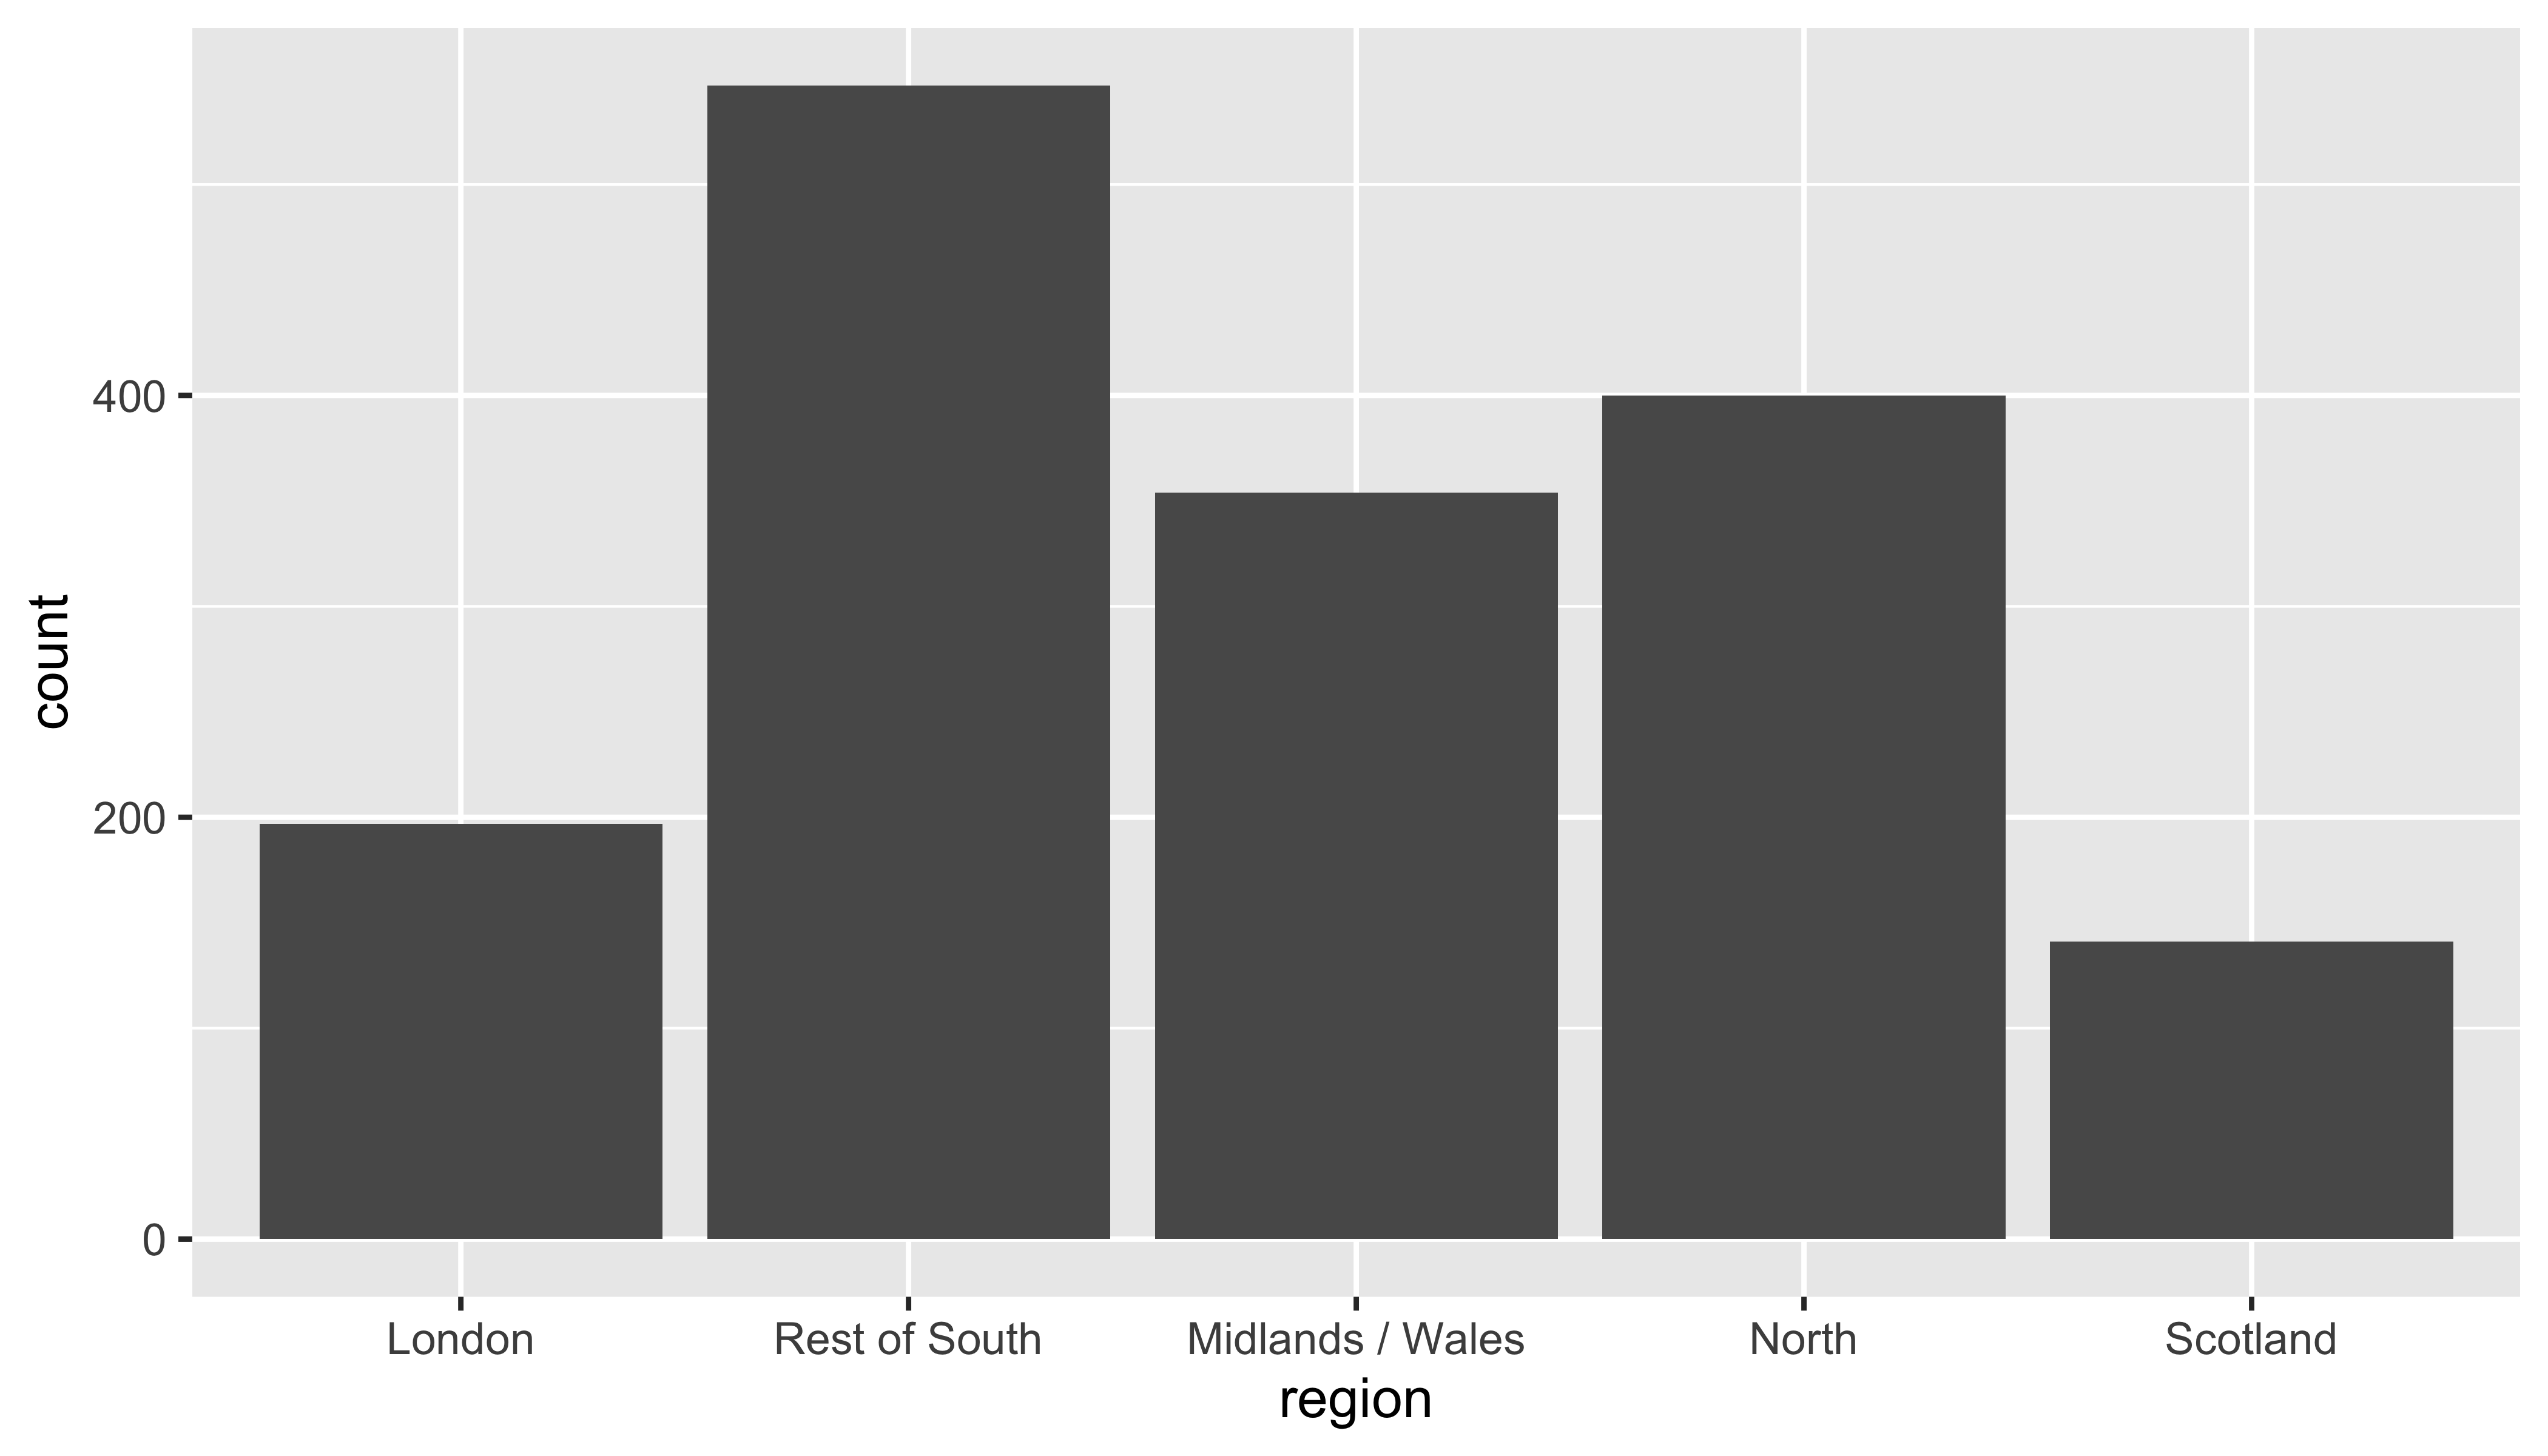 count
400
200
0
London Rest of South Midlands / Wales North Scotland
region